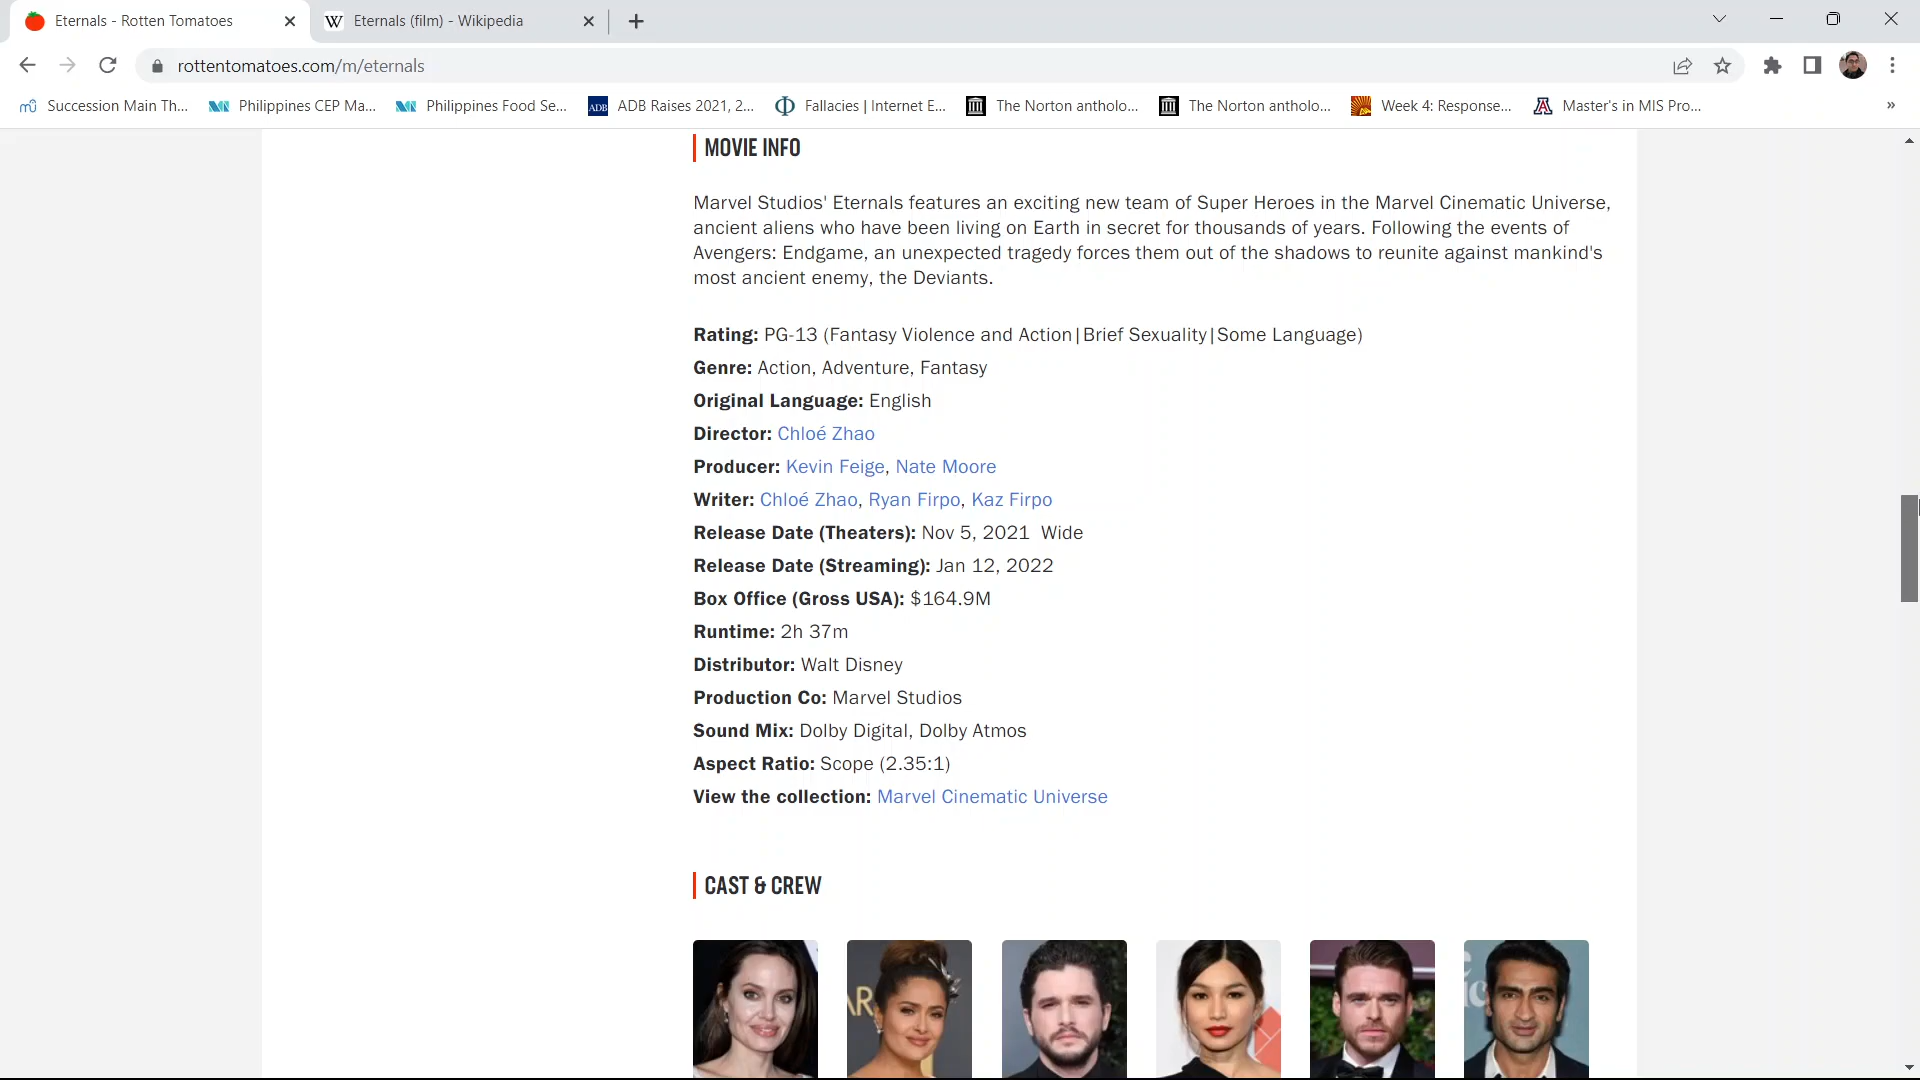 Eternals - Rotten Tomatoes
Eternals (film) - Wikipedia
rottentomatoes.com/m/eternals
Succession Main Th...
Philippines CEP Ma...
Philippines Food Se...
ADB
ADB Raises 2021, 2...
Fallacies | Internet E...
The Norton antholo...
The Norton antholo...
Week 4: Response...
Master's in MIS Pro...
»
MOVIE INFO
Marvel Studios' Eternals features an exciting new team of Super Heroes in the Marvel Cinematic Universe,
ancient aliens who have been living on Earth in secret for thousands of years. Following the events of
Avengers: Endgame, an unexpected tragedy forces them out of the shadows to reunite against mankind's
most ancient enemy, the Deviants.
Rating: PG-13 (Fantasy Violence and Action|Brief Sexuality|Some Language)
Genre: Action, Adventure, Fantasy
Original Language: English
Director: Chloé Zhao
Producer: Kevin Feige, Nate Moore
Writer: Chloé Zhao, Ryan Firpo, Kaz Firpo
Release Date (Theaters): Nov 5, 2021 Wide
Release Date (Streaming): Jan 12, 2022
Box Office (Gross USA): $164.9M
Runtime: 2h 37m
Distributor: Walt Disney
Production Co: Marvel Studios
Sound Mix: Dolby Digital, Dolby Atmos
Aspect Ratio: Scope (2.35:1)
View the collection: Marvel Cinematic Universe
CAST & CREW